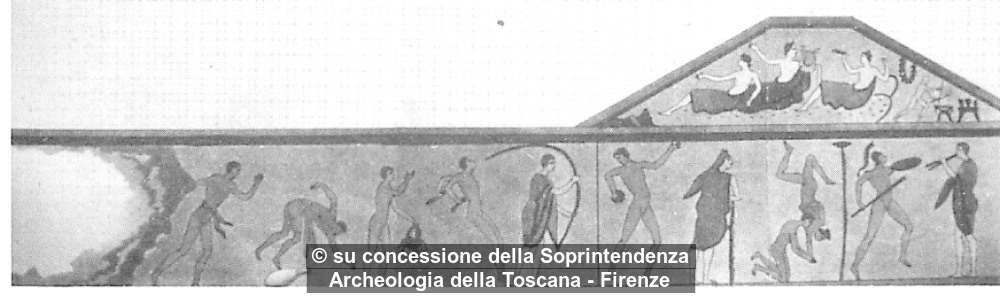 © su concessione della Soprintendenza
Archeologia della Toscana - Firenze